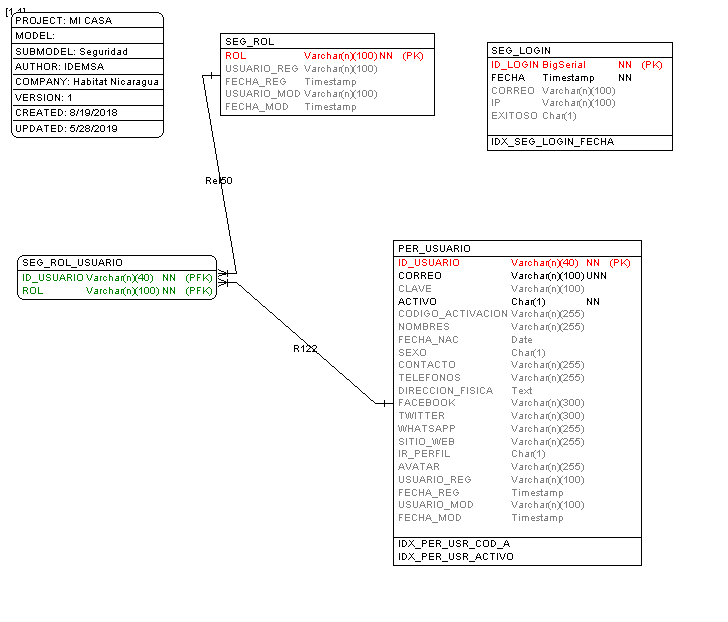 [1,1]
PROJECT: MI CASA
MODEL:
SUBMODEL: Seguridad
AUTHOR: IDEMSA
COMPANY: Habitat Nicaragua
VERSION: 1
CREATED: 8/19/2018
UPDATED: 5/28/2019
SEG_ROL
ROL Varchar(n)(100) NN (PK)
USUARIO_REG Varchar(n)(100)
FECHA_REG Timestamp
USUARIO_MOD Varchar(n)(100)
FECHA_MOD Timestamp
SEG_LOGIN
ID_LOGIN BigSerial NN (PK)
FECHA Timestamp NN
CORREO Varchar(n)(100)
IP Varchar(n)(100)
EXITOSO Char(1)
IDX_SEG_LOGIN_FECHA
Rel50
SEG_ROL_USUARIO
ID_USUARIO Varchar(n)(40) NN (PFK)
ROL Varchar(n)(100) NN (PFK)
R122
PER_USUARIO
ID_USUARIO Varchar(n)(40) NN (PK)
CORREO Varchar(n)(100) UNN
CLAVE Varchar(n)(100)
ACTIVO Char(1) NN
CODIGO_ACTIVACION Varchar(n)(255)
NOMBRES Varchar(n)(255)
FECHA_NAC Date
SEXO Char(1)
CONTACTO Varchar(n)(255)
TELEFONOS Varchar(n)(255)
DIRECCION_FISICA Text
FACEBOOK Varchar(n)(300)
TWITTER Varchar(n)(300)
WHATSAPP Varchar(n)(255)
SITIO_WEB Varchar(n)(255)
IR_PERFIL Char(1)
AVATAR Varchar(n)(255)
USUARIO_REG Varchar(n)(100)
FECHA_REG Timestamp
USUARIO_MOD Varchar(n)(100)
FECHA_MOD Timestamp
IDX_PER_USR_COD_A
IDX_PER_USR_ACTIVO